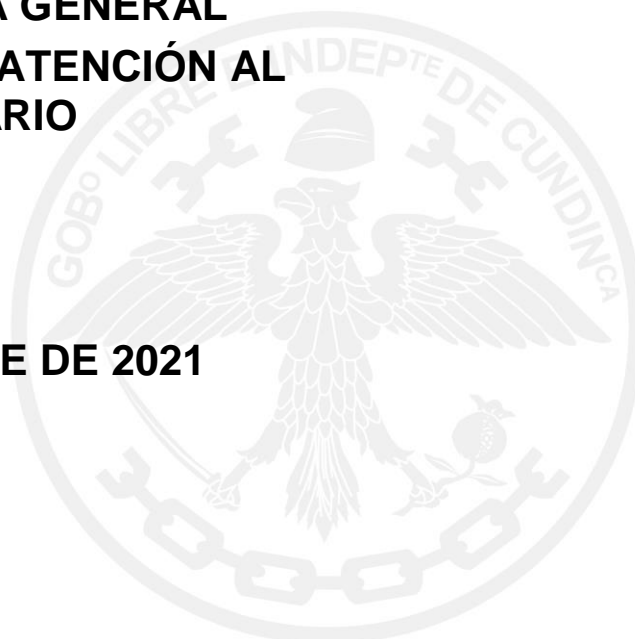 A GENERAL
ATENCIÓN AL
ARIO
E DE 2021
GOBº LIBRE E INDEPTE DE CUNDINCA